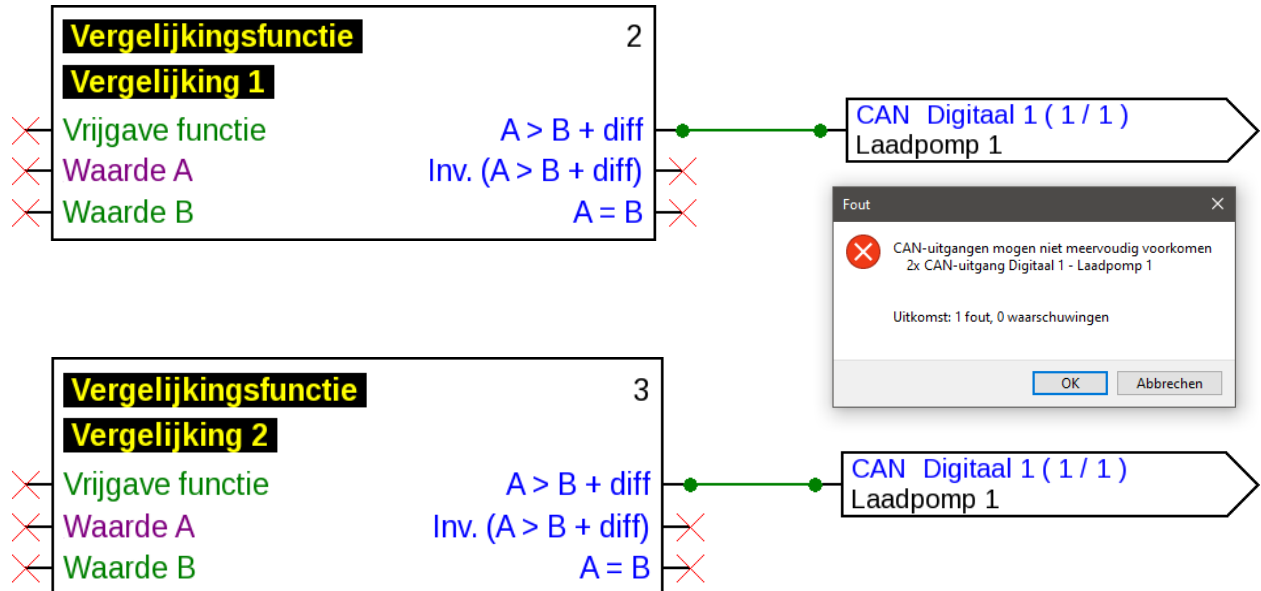 Vergelijkingsfunctie 2
Vergelijking 1
Vrijgave functie A > B + diff
Waarde A Inv. (A > B + diff)
Waarde B A = B
CAN Digitaal 1 ( 1 / 1 )
Laadpomp 1
Fout
CAN-uitgangen mogen niet meervoudig voorkomen
2x CAN-uitgang Digitaal 1 - Laadpomp 1
Uitkomst: 1 fout, 0 waarschuwingen
OK Abbrechen
Vergelijkingsfunctie 3
Vergelijking 2
Vrijgave functie A > B + diff
Waarde A Inv. (A > B + diff)
Waarde B A = B
CAN Digitaal 1 ( 1 / 1 )
Laadpomp 1